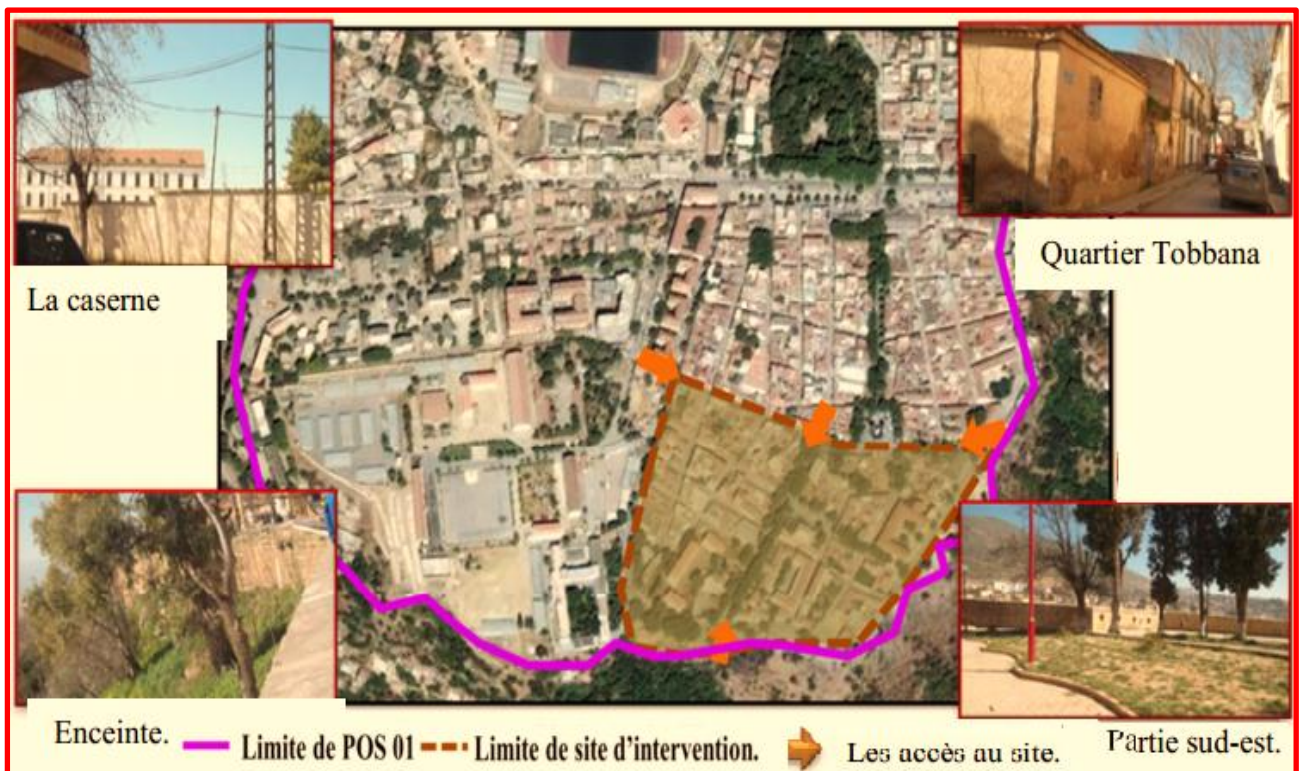 Quartier Tobbana
La caserne
Enceinte.
Limite de POS 01
Limite de site d'intervention.
Les accès au site.
Partie sud-est.